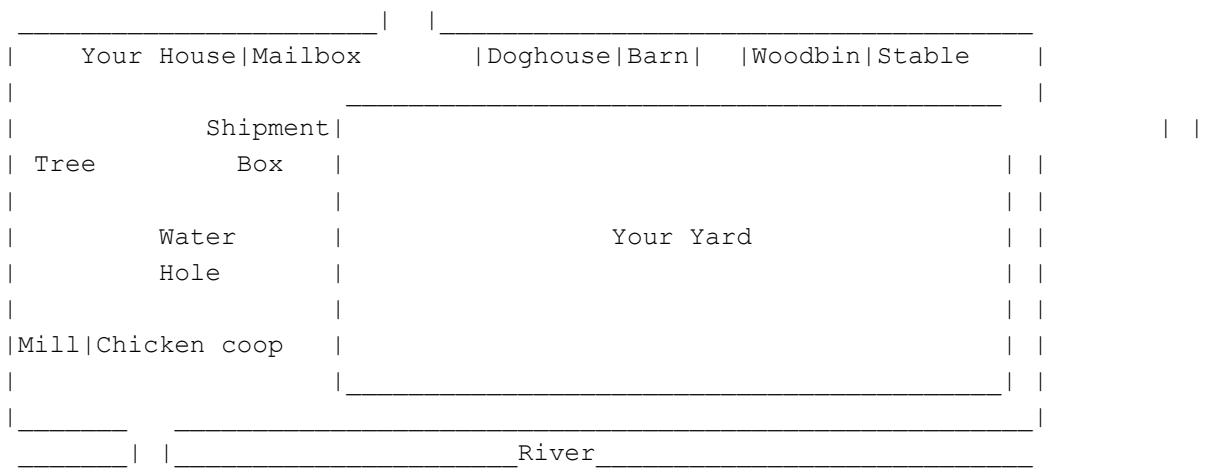 Your House|Mailbox |Doghouse|Barn| |Woodbin|Stable
Shipment
Tree Box
Water Your Yard
Hole
Mill|Chicken coop
River